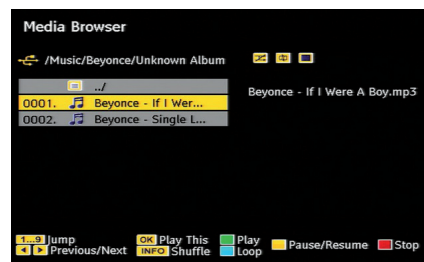 Media Browser
/Music/Beyonce/Unknown Album
../
0001. Beyonce - If I Wer...
0002. Beyonce - Single L...
Beyonce - If I Were A Boy.mp3
1...9 Jump OK Play This Play Pause/Resume Stop
Previous/Next INFO Shuffle Loop